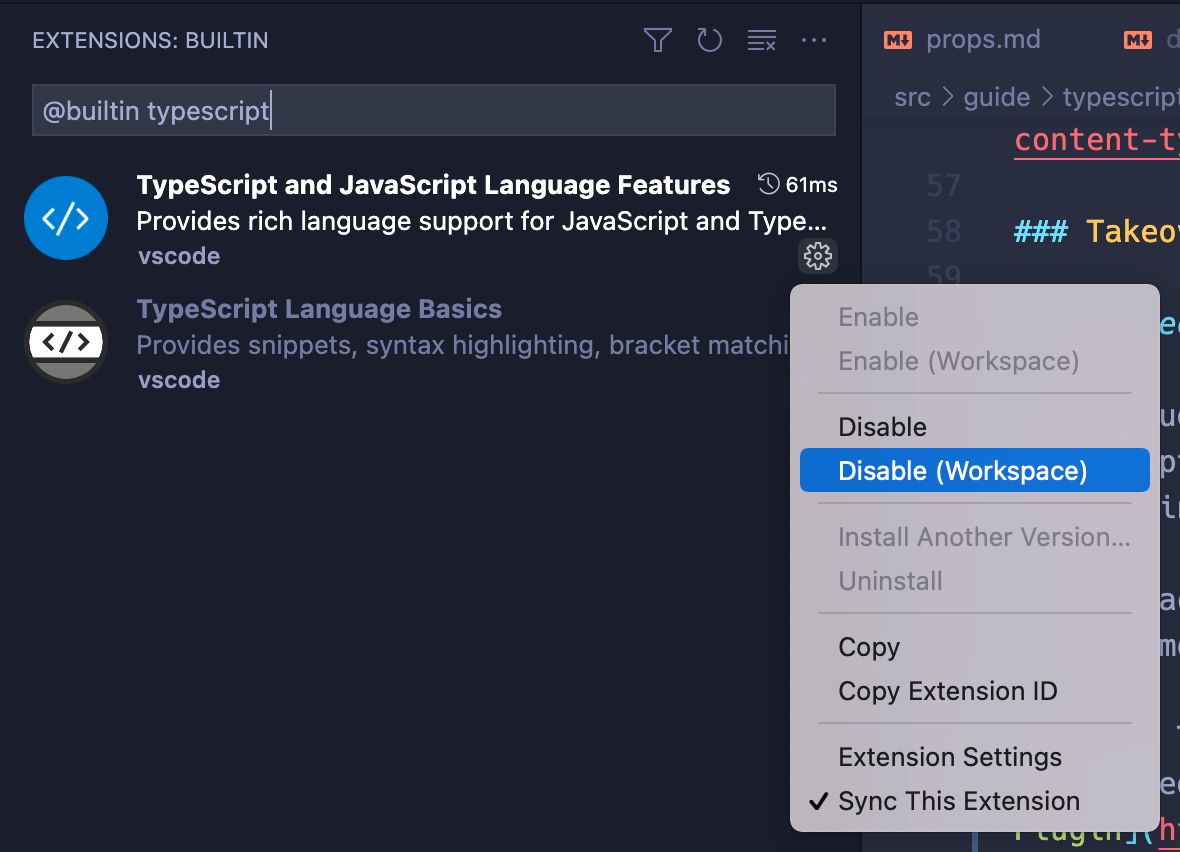 EXTENSIONS: BUILTIN
@builtin typescript
TypeScript and JavaScript Language Features
61ms
Provides rich language support for JavaScript and Type...
vscode
TypeScript Language Basics
Provides snippets, syntax highlighting, bracket matchi
vscode
Enable
Enable (Workspace)
Disable
Disable (Workspace)
Install Another Version...
Uninstall
Copy
Copy Extension ID
Extension Settings
✓ Sync This Extension
props.md
src > guide > typescript
content-ty
57
58 ### Takeov
59